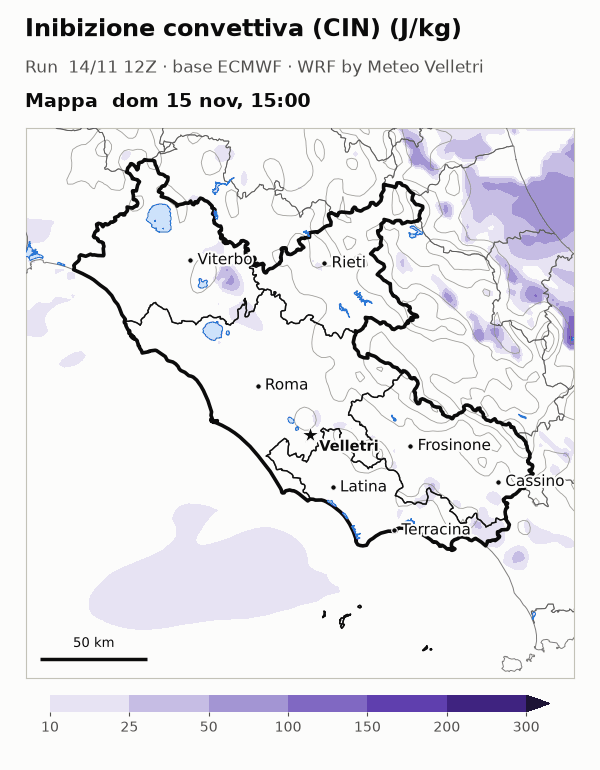 Inibizione convettiva (CIN) (J/kg)
Run 14/11 12Z · base ECMWF · WRF by Meteo Velletri
Mappa dom 15 nov, 15:00
Viterbo
Rieti
Roma
Velletri
Frosinone
Latina
Cassino
Terracina
50 km
10 25 50 100 150 200 300